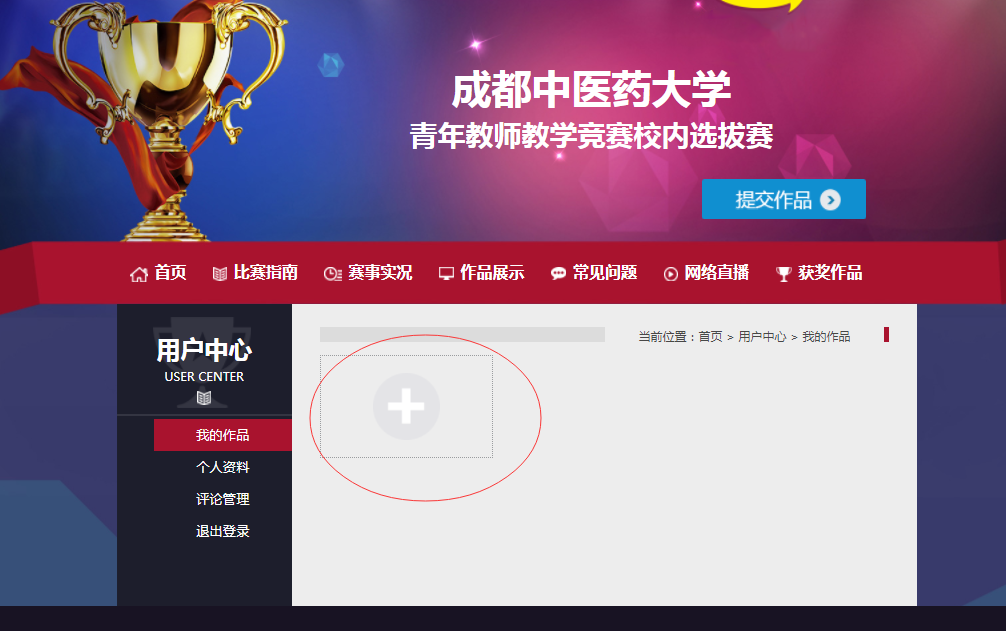 成都中医药大学
青年教师教学竞赛校内选拔赛
提交作品
首页 比赛指南 赛事实况 作品展示 常见问题 网络直播 获奖作品
用户中心
USER CENTER
当前位置：首页 > 用户中心 > 我的作品
我的作品
个人资料
评论管理
退出登录